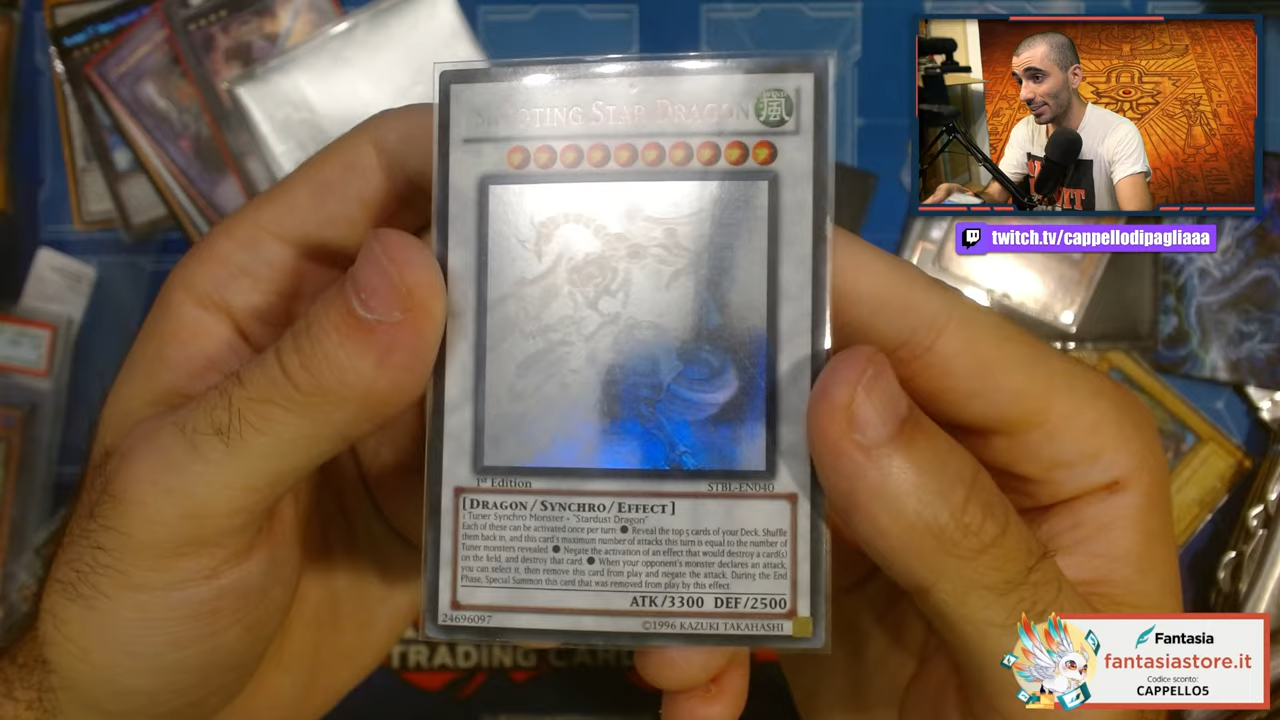 SHOOTING STAR DRAGON
WIND
風
twitch.tv/cappellodipagliaaa
1st Edition
STBL-EN040
[DRAGON/SYNCHRO/EFFECT]
1 Tuner Synchro Monster + "Stardust Dragon"
Each of these can be activated once per turn. ● Reveal the top 5 cards of your Deck. Shuffle
them back in, and this card's maximum number of attacks this turn is equal to the number of
Tuner monsters revealed. ● Negate the activation of an effect that would destroy a card(s)
on the field, and destroy that card. ● When your opponent's monster declares an attack,
you can select it, then remove this card from play and negate the attack. During the End
Phase, Special Summon this card that was removed from play by this effect.
ATK/3300 DEF/2500
24696097
©1996 KAZUKI TAKAHASHI
TRADING CARD
Fantasia
fantasiastore.it
Codice sconto:
CAPPELLO5